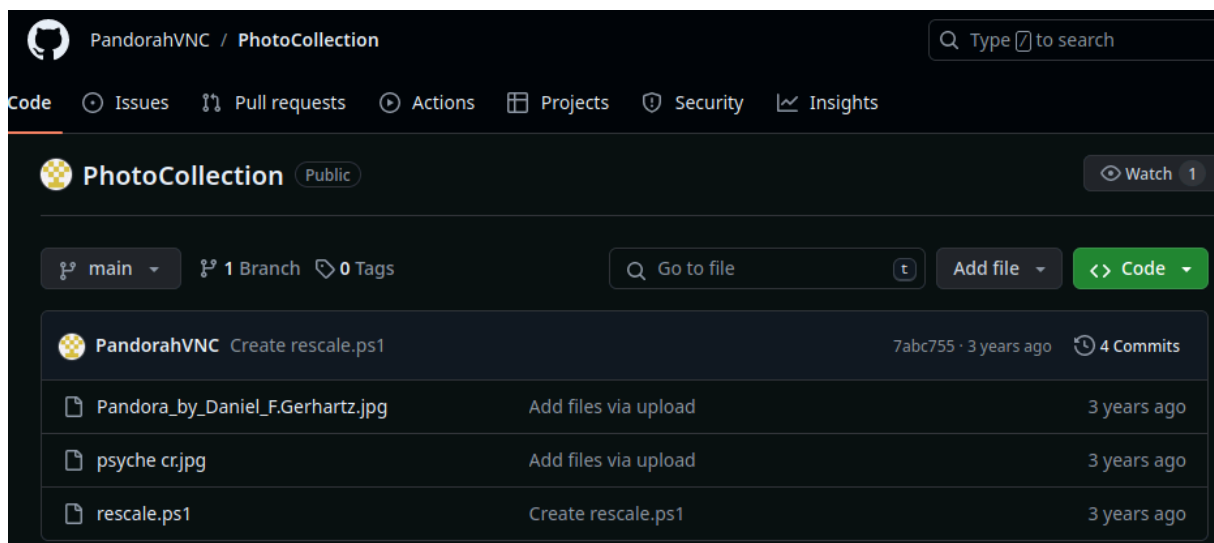 PandorahVNC / PhotoCollection
Type / to search
Code Issues Pull requests Actions Projects Security Insights
PhotoCollection Public Watch 1
main 1 Branch 0 Tags Go to file t Add file Code
PandorahVNC Create rescale.ps1 7abc755 · 3 years ago 4 Commits
Pandora_by_Daniel_F.Gerhartz.jpg Add files via upload 3 years ago
psyche cr.jpg Add files via upload 3 years ago
rescale.ps1 Create rescale.ps1 3 years ago